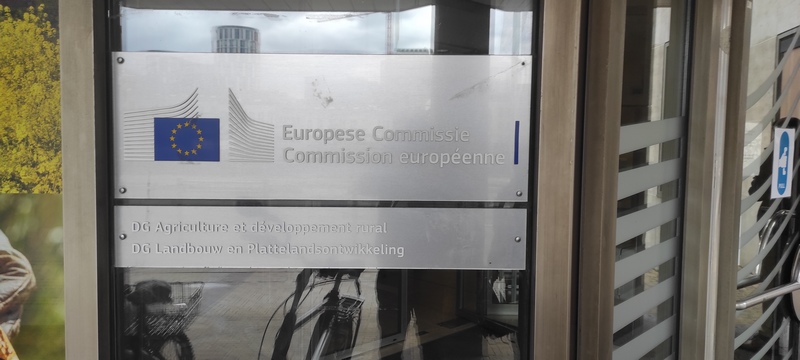 Europese Commissie
Commission européenne
DG Agriculture et développement rural
DG Landbouw en Plattelandsontwikkeling